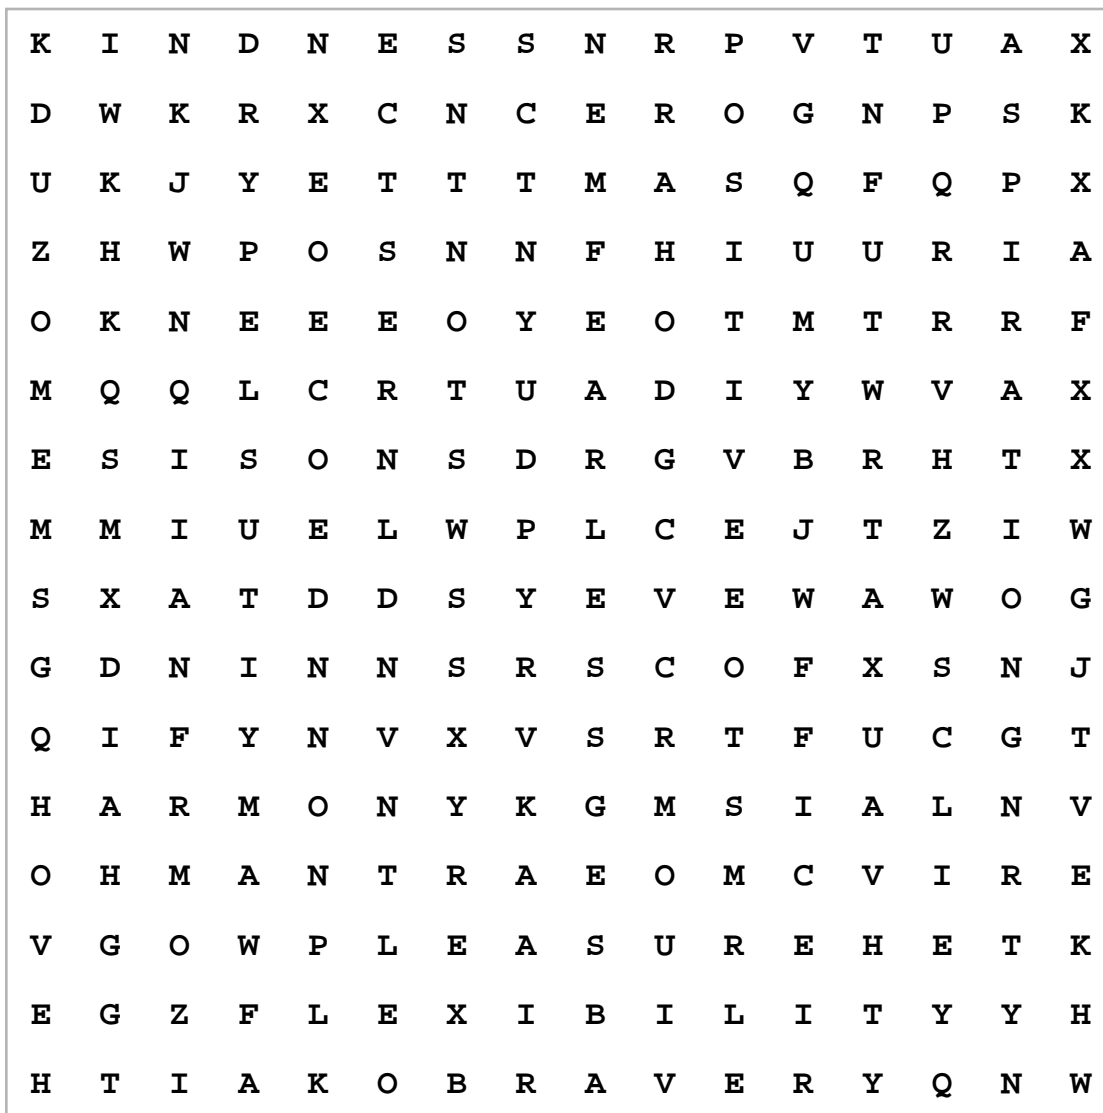 K I N D N E S S N R P V T U A X
D W K R X C N C E R O G N P S K
U K J Y E T T T M A S Q F Q P X
Z H W P O S N N F H I U U R I A
O K N E E E O Y E O T M T R R F
M Q Q L C R T U A D I Y W V A X
E S I S O N S D R G V B R H T X
M M I U E L W P L C E J T Z I W
S X A T D D S Y E V E W A W O G
G D N I N N S R S C O F X S N J
Q I F Y N V X V S R T F U C G T
H A R M O N Y K G M S I A L N V
O H M A N T R A E O M C V I R E
V G O W P L E A S U R E H E T K
E G Z F L E X I B I L I T Y Y H
H T I A K O B R A V E R Y Q N W